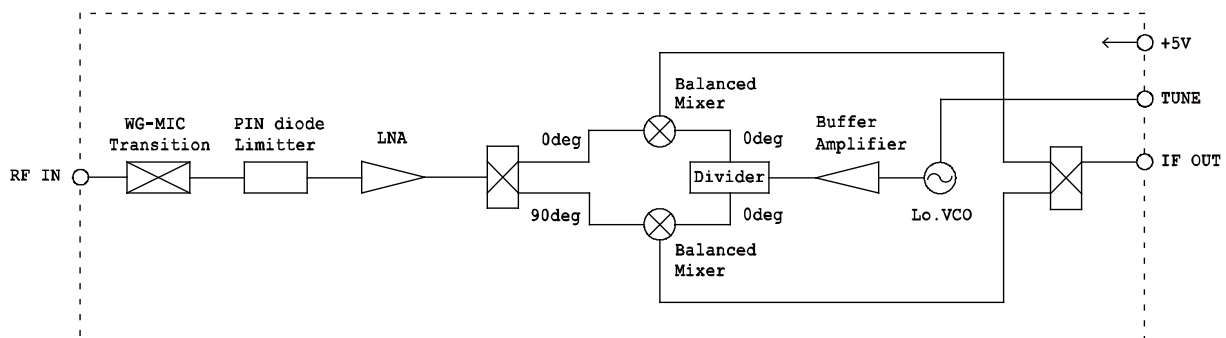 +5V
TUNE
Balanced
Mixer
WG-MIC
Transition
PIN diode
Limitter
LNA
0deg
0deg
Buffer
Amplifier
IF OUT
RF IN
Divider
90deg
0deg
Lo.VCO
Balanced
Mixer